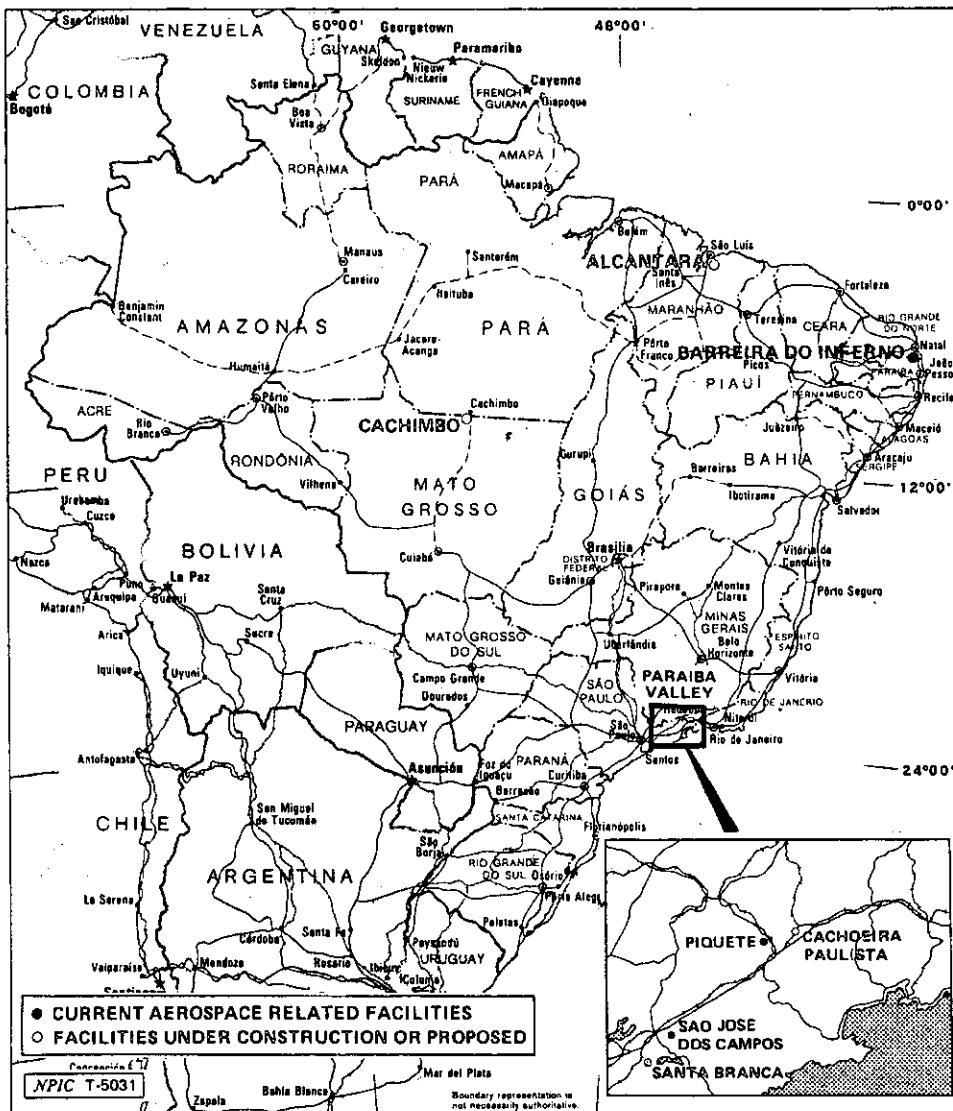 60°00'
48°00'
San Cristóbal
VENEZUELA
Georgetown
GUYANA
Paramaribo
Skeldon
Nieuw
Nickerie
Cayenne
COLOMBIA
Santa Elena
SURINAME
FRENCH
GUIANA
Oiapoque
Bogotá
Boa
Vista
AMAPÁ
RORAIMA
PARÁ
Macapá
0°00'
Belém
São Luís
Manaus
Santarém
ALCANTARA
Careiro
Santa
Inês
Fortaleza
Itaituba
MARANHÃO
Benjamin
Constant
AMAZONAS
PARÁ
Teresina
CEARA
RIO GRANDE
DO NORTE
Jacare-
Acanga
Pôrto
Franco
BARREIRA DO INFERNO
Natal
João
Pessoa
Humaitá
Picos
PARAIBA
PIAUÍ
PERNAMBUCO
Recife
ACRE
Pôrto
Velho
Cachimbo
Rio
Branco
CACHIMBO
Juàzeiro
Maceió
ALAGOAS
RONDÔNIA
Gurupi
BAHIA
Aracaju
SERGIPE
PERU
MATO
GROSSO
Barreiras
12°00'
Urubamba
Cuzco
Vilhena
GOIÁS
Ibotirama
Salvador
BOLIVIA
Cuiabá
Brasília
Nazca
DISTRITO
FEDERAL
Vitória da
Conquista
La Paz
Puno
Goiânia
Pirapora
Montes
Claros
Arequipa
Guaqui
Santa
Cruz
Pôrto Seguro
Matarani
MINAS
GERAIS
Arica
Sucre
MATO GROSSO
DO SUL
Uberlândia
Belo
Horizonte
ESPIRITO
SANTO
Iquique
Uyuni
Campo Grande
PARAIBA
VALLEY
Vitória
Dourados
SÃO
PAULO
RIO DE JANERIO
PARAGUAY
Niterói
São
Paulo
Rio de Janeiro
Santos
Antofagasta
Foz do
Iguaçu
PARANÁ
24°00'
Asunción
Curitiba
Barracão
San Miguel
de Tucumán
SANTA CATARINA
CHILE
Florianópolis
São
Borja
ARGENTINA
RIO GRANDE
DO SUL
Osório
Pôrto Alegre
La Serena
Pelotas
PIQUETE
CACHOEIRA
PAULISTA
Córdoba
Santa Fe
Paysandú
URUGUAY
Valparaíso
Mendoza
Rosario
Ibicuy
Colonia
Santiago
● CURRENT AEROSPACE RELATED FACILITIES
○ FACILITIES UNDER CONSTRUCTION OR PROPOSED
SAO JOSE
DOS CAMPOS
SANTA BRANCA
NPIC T-5031
Mar del Plata
Bahia Blanca
Zapala
Boundary representation is
not necessarily authoritative.